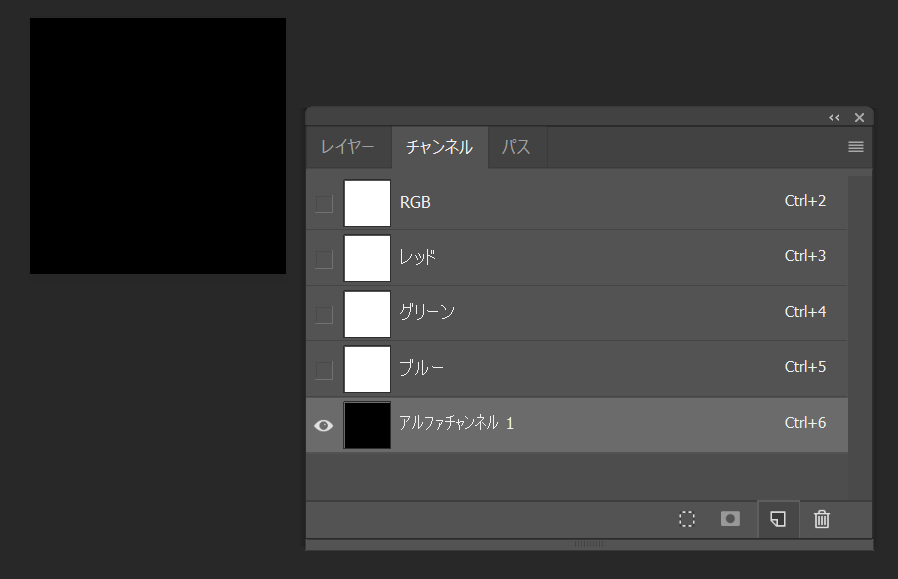 レイヤー チャンネル パス
RGB Ctrl+2
レッド Ctrl+3
グリーン Ctrl+4
ブルー Ctrl+5
アルファチャンネル 1 Ctrl+6